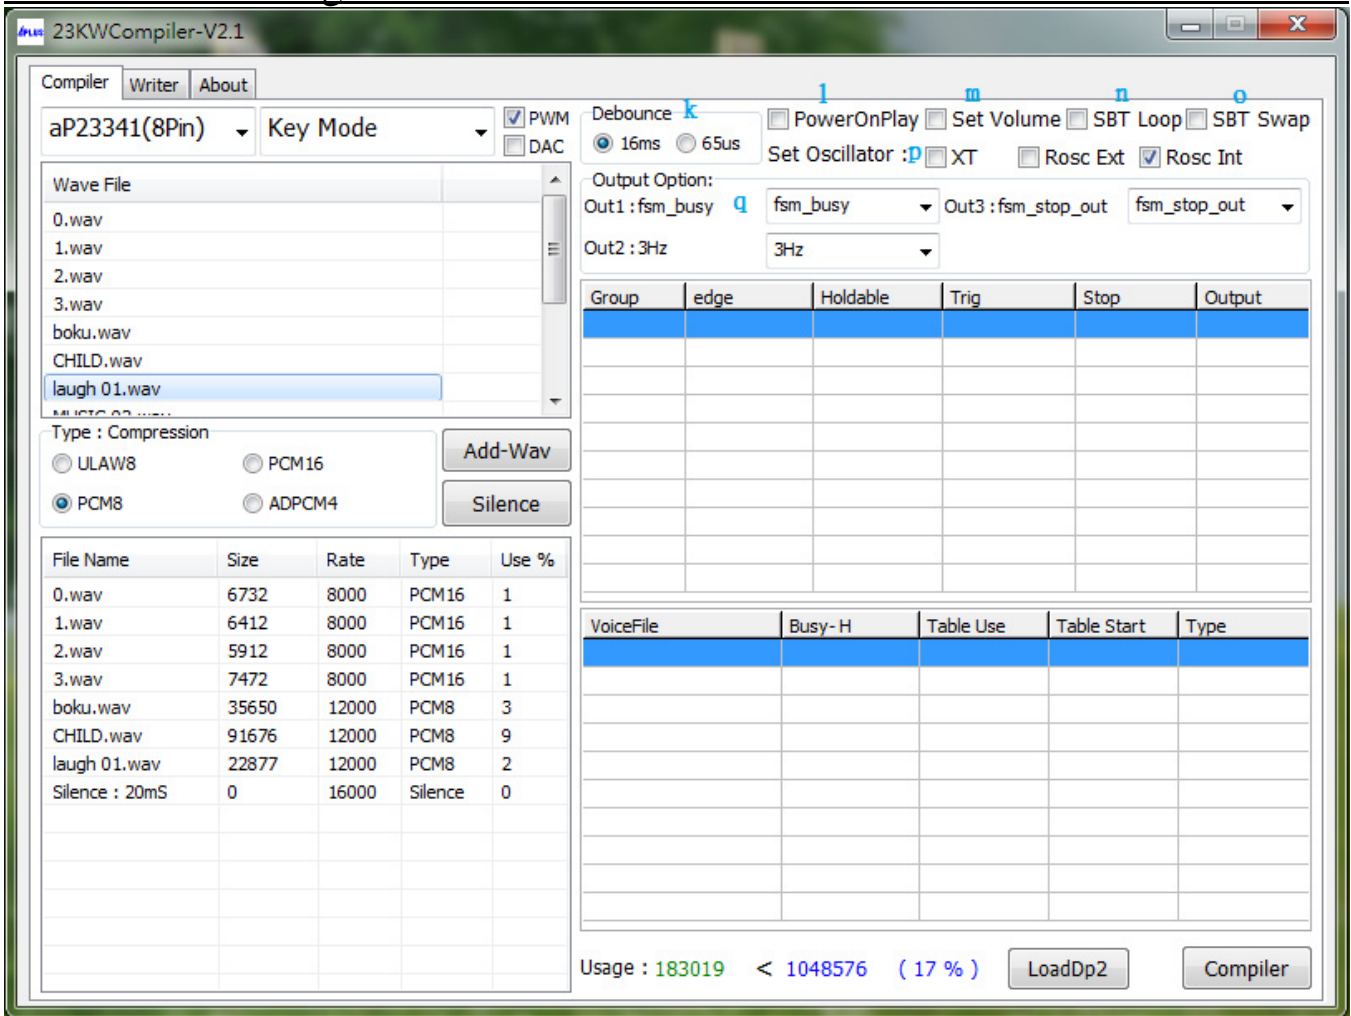 APLUS 23KWCompiler-V2.1
Compiler Writer About
aP23341(8Pin) Key Mode PWM
DAC
Debounce k
16ms 65us
l m n o
PowerOnPlay Set Volume SBT Loop SBT Swap
Set Oscillator : p XT Rosc Ext Rosc Int
Wave File
0.wav
1.wav
2.wav
3.wav
boku.wav
CHILD.wav
laugh 01.wav
Output Option:
Out1 : fsm_busy q fsm_busy Out3 : fsm_stop_out fsm_stop_out
Out2 : 3Hz 3Hz
Group edge Holdable Trig Stop Output
Type : Compression
ULAW8 PCM16
PCM8 ADPCM4
Add-Wav
Silence
File Name Size Rate Type Use %
0.wav 6732 8000 PCM16 1
1.wav 6412 8000 PCM16 1
2.wav 5912 8000 PCM16 1
3.wav 7472 8000 PCM16 1
boku.wav 35650 12000 PCM8 3
CHILD.wav 91676 12000 PCM8 9
laugh 01.wav 22877 12000 PCM8 2
Silence : 20mS 0 16000 Silence 0
VoiceFile Busy-H Table Use Table Start Type
Usage : 183019 < 1048576 ( 17 % ) LoadDp2 Compiler